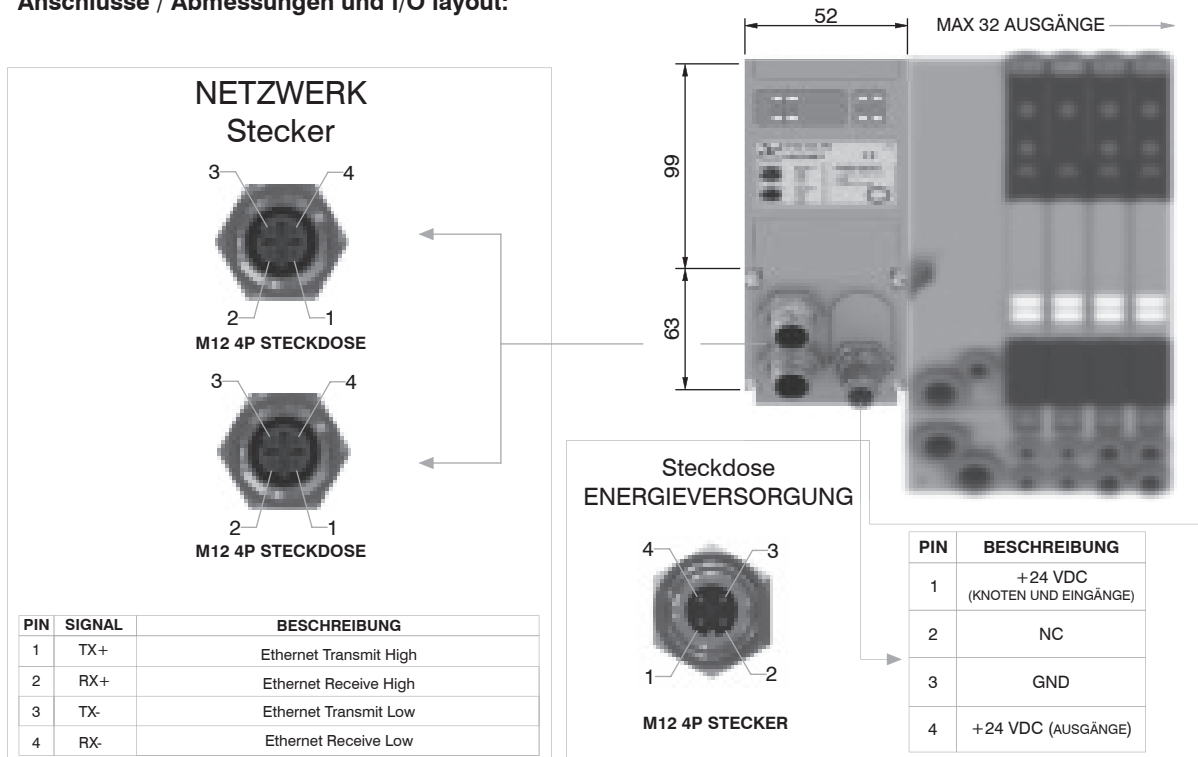 Anschlüsse / Abmessungen und I/O layout:
52
MAX 32 AUSGÄNGE
99
63
NETZWERK
Stecker
3
4
2
1
M12 4P STECKDOSE
3
4
2
1
M12 4P STECKDOSE
PIN SIGNAL BESCHREIBUNG
1 TX+ Ethernet Transmit High
2 RX+ Ethernet Receive High
3 TX- Ethernet Transmit Low
4 RX- Ethernet Receive Low
Steckdose
ENERGIEVERSORGUNG
4
3
1
2
M12 4P STECKER
PIN BESCHREIBUNG
1 +24 VDC
(KNOTEN UND EINGÄNGE)
2 NC
3 GND
4 +24 VDC (AUSGÄNGE)